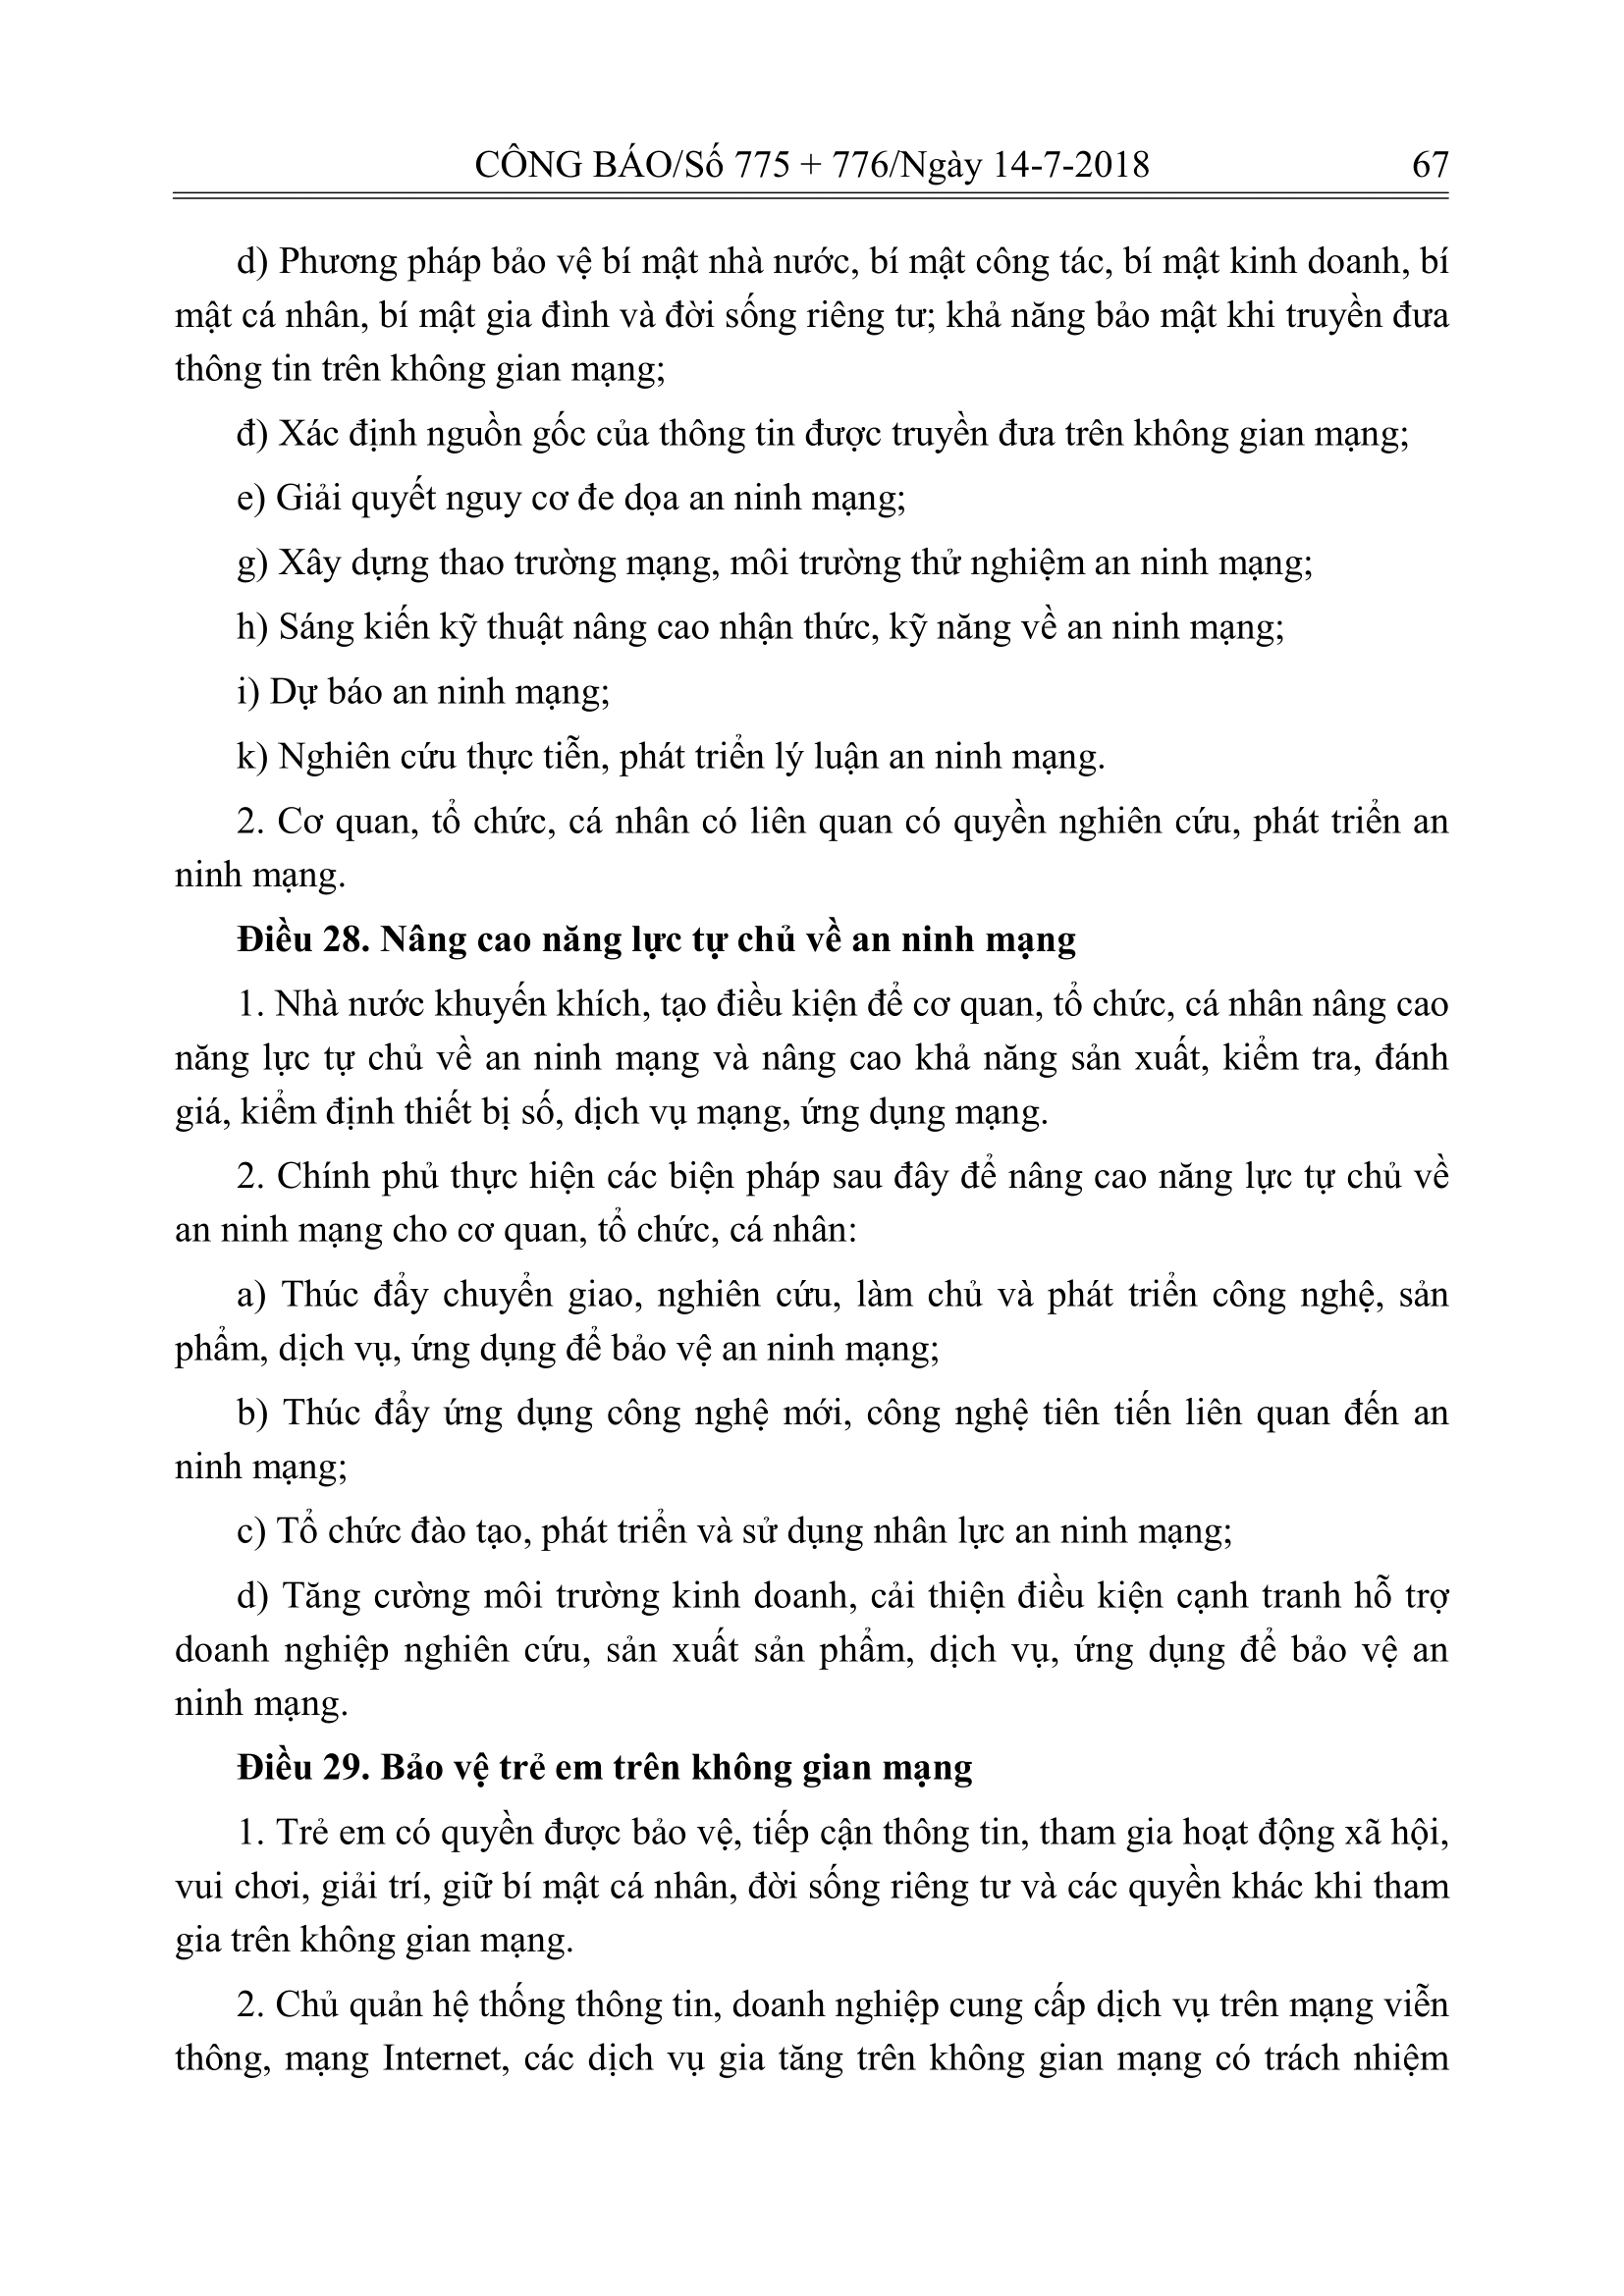 CÔNG BÁO/Số 775 + 776/Ngày 14-7-2018 67
d) Phương pháp bảo vệ bí mật nhà nước, bí mật công tác, bí mật kinh doanh, bí
mật cá nhân, bí mật gia đình và đời sống riêng tư; khả năng bảo mật khi truyền đưa
thông tin trên không gian mạng;
đ) Xác định nguồn gốc của thông tin được truyền đưa trên không gian mạng;
e) Giải quyết nguy cơ đe dọa an ninh mạng;
g) Xây dựng thao trường mạng, môi trường thử nghiệm an ninh mạng;
h) Sáng kiến kỹ thuật nâng cao nhận thức, kỹ năng về an ninh mạng;
i) Dự báo an ninh mạng;
k) Nghiên cứu thực tiễn, phát triển lý luận an ninh mạng.
2. Cơ quan, tổ chức, cá nhân có liên quan có quyền nghiên cứu, phát triển an
ninh mạng.
Điều 28. Nâng cao năng lực tự chủ về an ninh mạng
1. Nhà nước khuyến khích, tạo điều kiện để cơ quan, tổ chức, cá nhân nâng cao
năng lực tự chủ về an ninh mạng và nâng cao khả năng sản xuất, kiểm tra, đánh
giá, kiểm định thiết bị số, dịch vụ mạng, ứng dụng mạng.
2. Chính phủ thực hiện các biện pháp sau đây để nâng cao năng lực tự chủ về
an ninh mạng cho cơ quan, tổ chức, cá nhân:
a) Thúc đẩy chuyển giao, nghiên cứu, làm chủ và phát triển công nghệ, sản
phẩm, dịch vụ, ứng dụng để bảo vệ an ninh mạng;
b) Thúc đẩy ứng dụng công nghệ mới, công nghệ tiên tiến liên quan đến an
ninh mạng;
c) Tổ chức đào tạo, phát triển và sử dụng nhân lực an ninh mạng;
d) Tăng cường môi trường kinh doanh, cải thiện điều kiện cạnh tranh hỗ trợ
doanh nghiệp nghiên cứu, sản xuất sản phẩm, dịch vụ, ứng dụng để bảo vệ an
ninh mạng.
Điều 29. Bảo vệ trẻ em trên không gian mạng
1. Trẻ em có quyền được bảo vệ, tiếp cận thông tin, tham gia hoạt động xã hội,
vui chơi, giải trí, giữ bí mật cá nhân, đời sống riêng tư và các quyền khác khi tham
gia trên không gian mạng.
2. Chủ quản hệ thống thông tin, doanh nghiệp cung cấp dịch vụ trên mạng viễn
thông, mạng Internet, các dịch vụ gia tăng trên không gian mạng có trách nhiệm